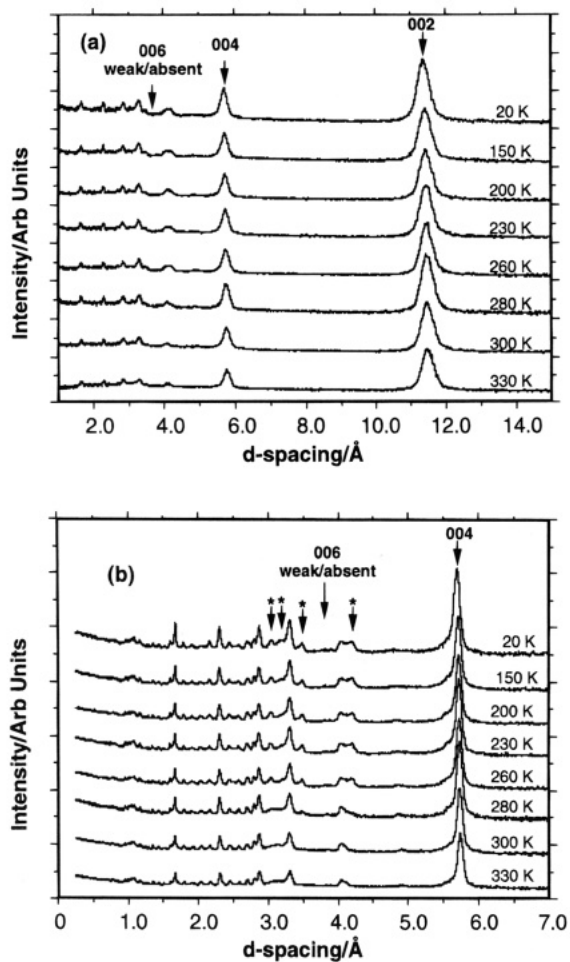 (a)
002
006
weak/absent
004
20 K
150 K
200 K
230 K
260 K
280 K
300 K
330 K
Intensity/Arb Units
2.0 4.0 6.0 8.0 10.0 12.0 14.0
d-spacing/Å
004
(b)
006
weak/absent
* * * *
20 K
150 K
200 K
230 K
260 K
280 K
300 K
330 K
Intensity/Arb Units
0 1.0 2.0 3.0 4.0 5.0 6.0 7.0
d-spacing/Å